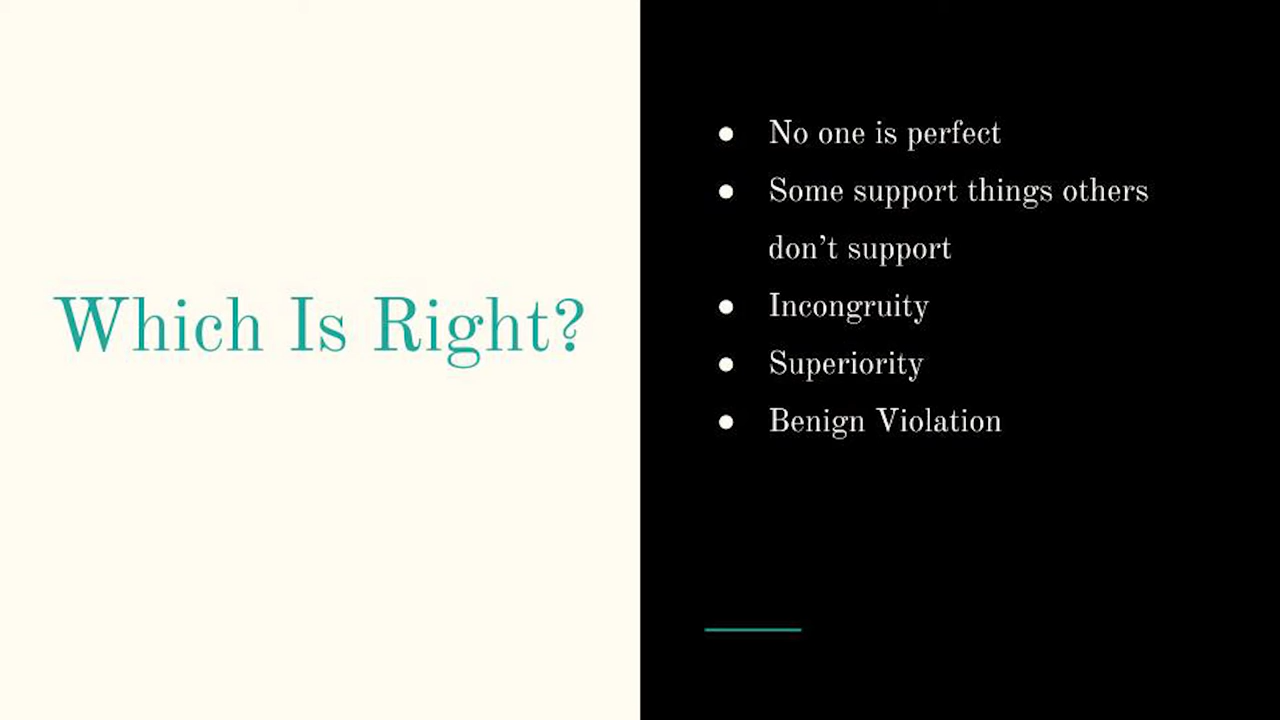 Which Is Right?
● No one is perfect
● Some support things others
don't support
● Incongruity
● Superiority
● Benign Violation